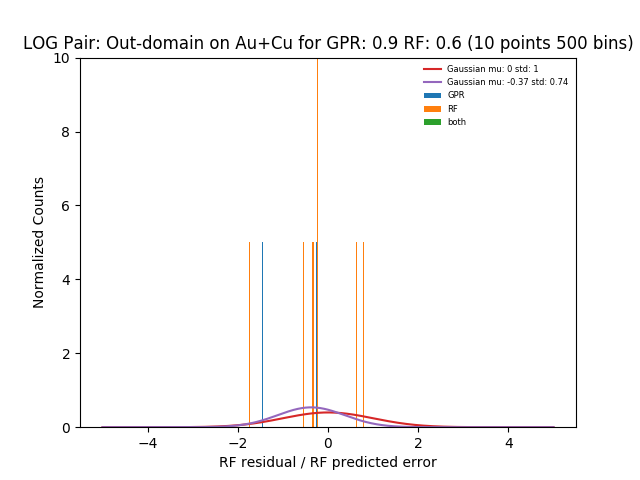 LOG Pair: Out-domain on Au+Cu for GPR: 0.9 RF: 0.6 (10 points 500 bins)
Gaussian mu: 0 std: 1
Gaussian mu: -0.37 std: 0.74
GPR
RF
both
Normalized Counts
10
8
6
4
2
0
−4
−2
0
2
4
RF residual / RF predicted error